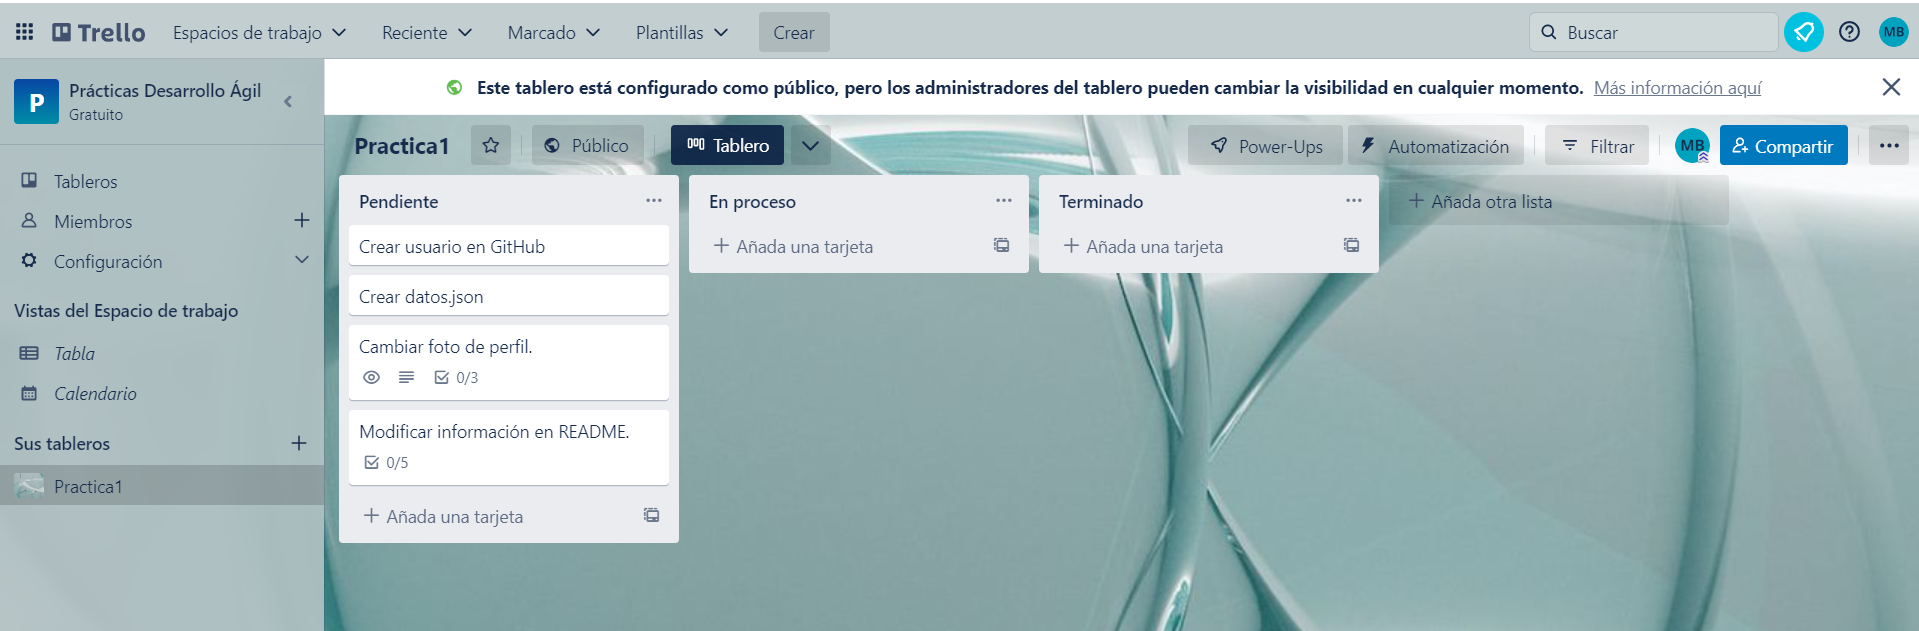 Trello Espacios de trabajo Reciente Marcado Plantillas Crear Buscar MB
P Prácticas Desarrollo Ágil
Gratuito
Este tablero está configurado como público, pero los administradores del tablero pueden cambiar la visibilidad en cualquier momento. Más información aquí
Practica1 Público Tablero Power-Ups Automatización Filtrar MB Compartir
Tableros
Miembros
Configuración
Vistas del Espacio de trabajo
Tabla
Calendario
Sus tableros
Practica1
Pendiente
Crear usuario en GitHub
Crear datos.json
Cambiar foto de perfil.
0/3
Modificar información en README.
0/5
Añada una tarjeta
En proceso
Añada una tarjeta
Terminado
Añada una tarjeta
Añada otra lista